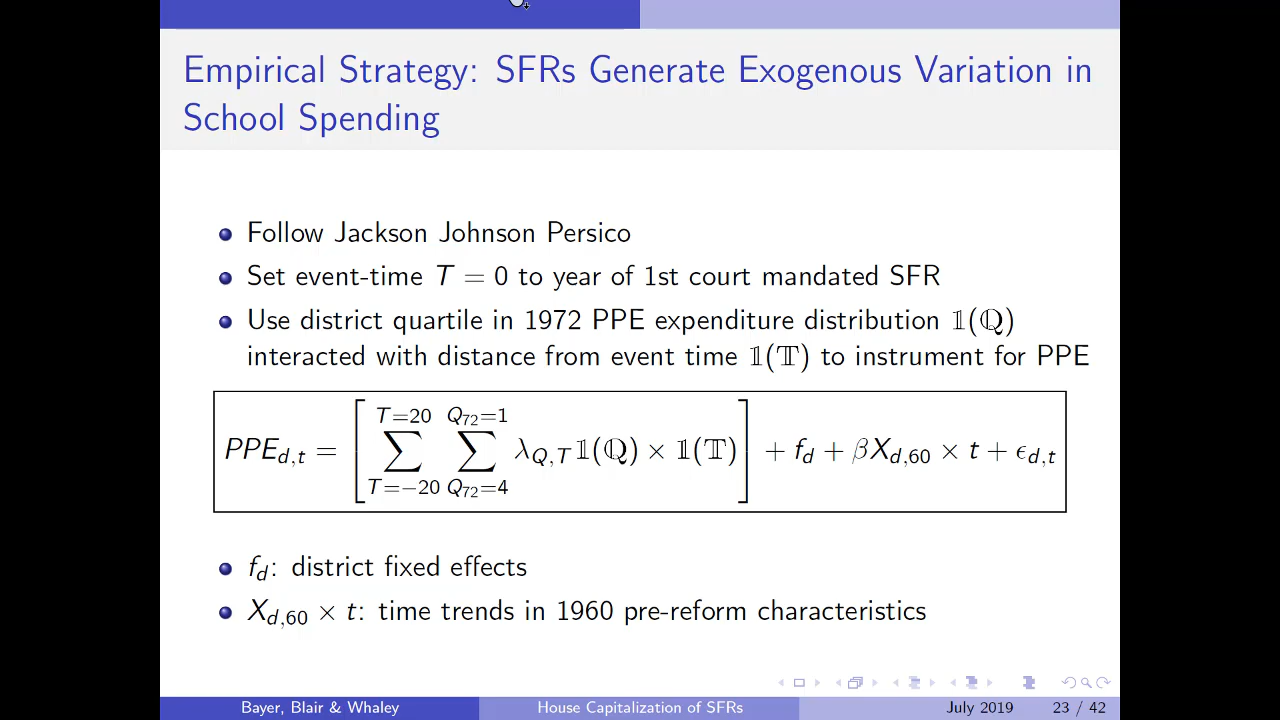 Empirical Strategy: SFRs Generate Exogenous Variation in
School Spending
Follow Jackson Johnson Persico
Set event-time T = 0 to year of 1st court mandated SFR
Use district quartile in 1972 PPE expenditure distribution 𝟙(ℚ)
interacted with distance from event time 𝟙(𝕋) to instrument for PPE
PPE_{d,t} = [ ∑_{T=−20}^{T=20} ∑_{Q_{72}=4}^{Q_{72}=1} λ_{Q,T} 𝟙(ℚ) × 𝟙(𝕋) ] + f_d + βX_{d,60} × t + ϵ_{d,t}
f_d: district fixed effects
X_{d,60} × t: time trends in 1960 pre-reform characteristics
Bayer, Blair & Whaley House Capitalization of SFRs July 2019 23 / 42